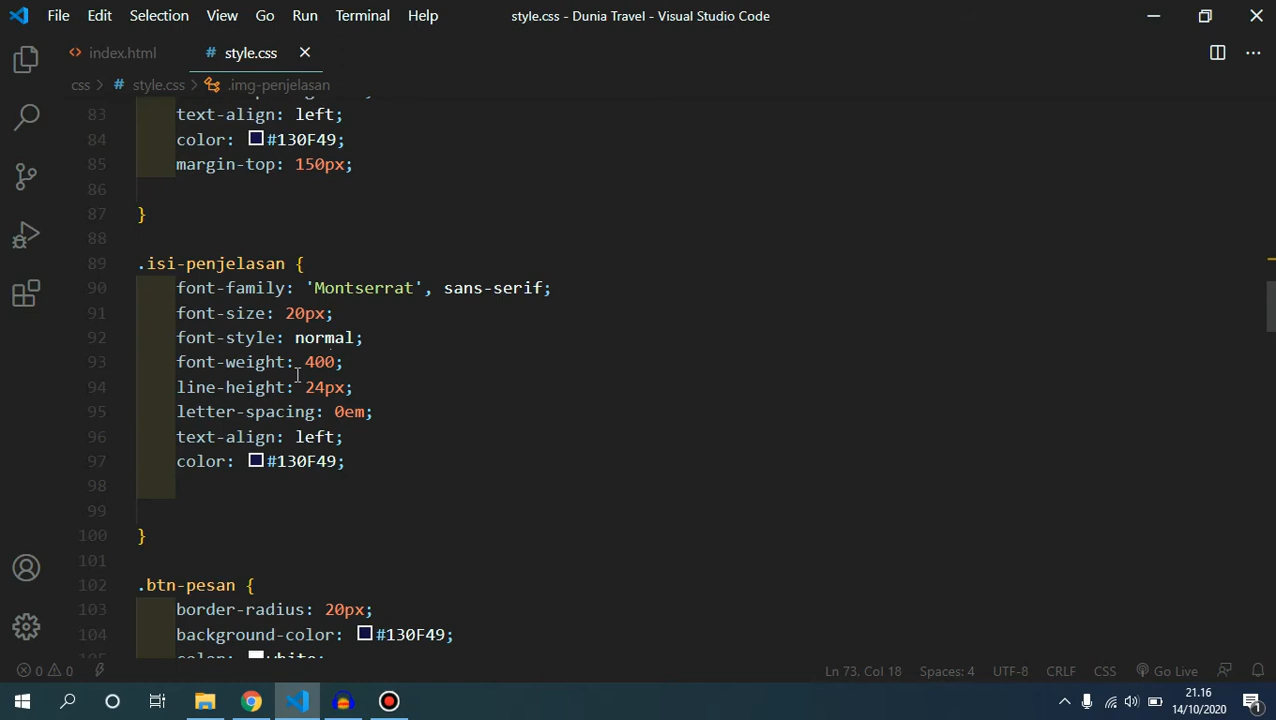 File Edit Selection View Go Run Terminal Help style.css - Dunia Travel - Visual Studio Code
index.html # style.css
css > # style.css > .img-penjelasan
83 text-align: left;
84 color: #130F49;
85 margin-top: 150px;
86
87 }
88
89 .isi-penjelasan {
90 font-family: 'Montserrat', sans-serif;
91 font-size: 20px;
92 font-style: normal;
93 font-weight: 400;
94 line-height: 24px;
95 letter-spacing: 0em;
96 text-align: left;
97 color: #130F49;
98
99
100 }
101
102 .btn-pesan {
103 border-radius: 20px;
104 background-color: #130F49;
105 color: white;
0 0 Ln 73, Col 18 Spaces: 4 UTF-8 CRLF CSS Go Live
21.16
14/10/2020
1